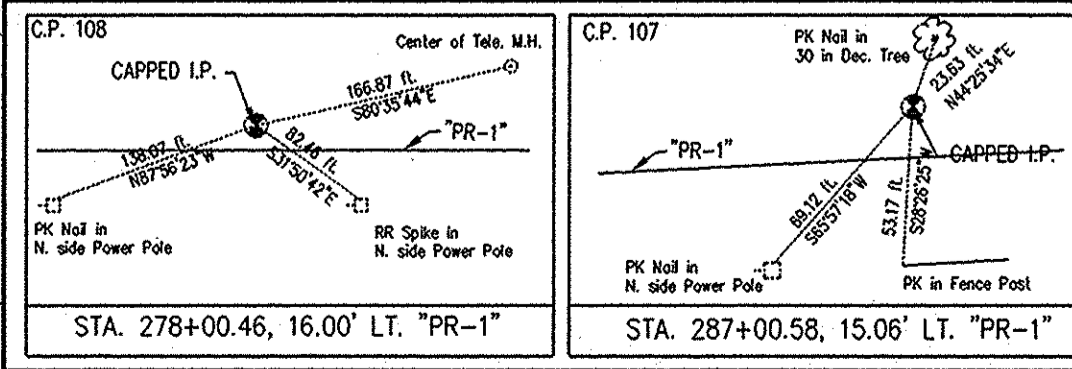 C.P. 108
Center of Tele. M.H.
CAPPED I.P.
166.87 ft.
S80°35'44"E
"PR-1"
138.07 ft.
N87°56'23"W
82.46 ft.
S31°50'42"E
PK Nail in
N. side Power Pole
RR Spike in
N. side Power Pole
STA. 278+00.46, 16.00' LT. "PR-1"
C.P. 107
PK Nail in
30 in Dec. Tree
23.63 ft.
N44°25'34"E
"PR-1"
CAPPED I.P.
69.12 ft.
S65°57'18"W
53.17 ft.
S28°26'25"W
PK Nail in
N. side Power Pole
PK in Fence Post
STA. 287+00.58, 15.06' LT. "PR-1"